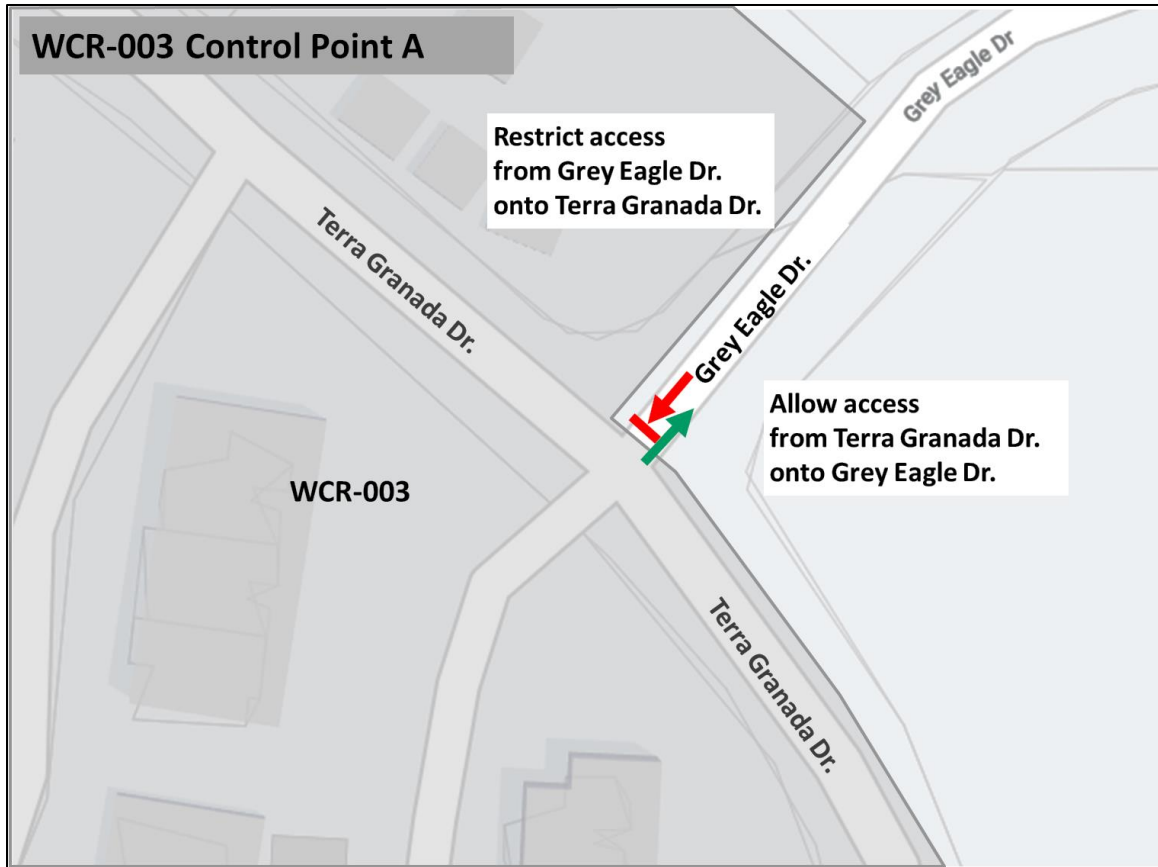 WCR-003 Control Point A
Grey Eagle Dr
Restrict access
from Grey Eagle Dr.
onto Terra Granada Dr.
Terra Granada Dr.
Grey Eagle Dr.
Allow access
from Terra Granada Dr.
onto Grey Eagle Dr.
WCR-003
Terra Granada Dr.